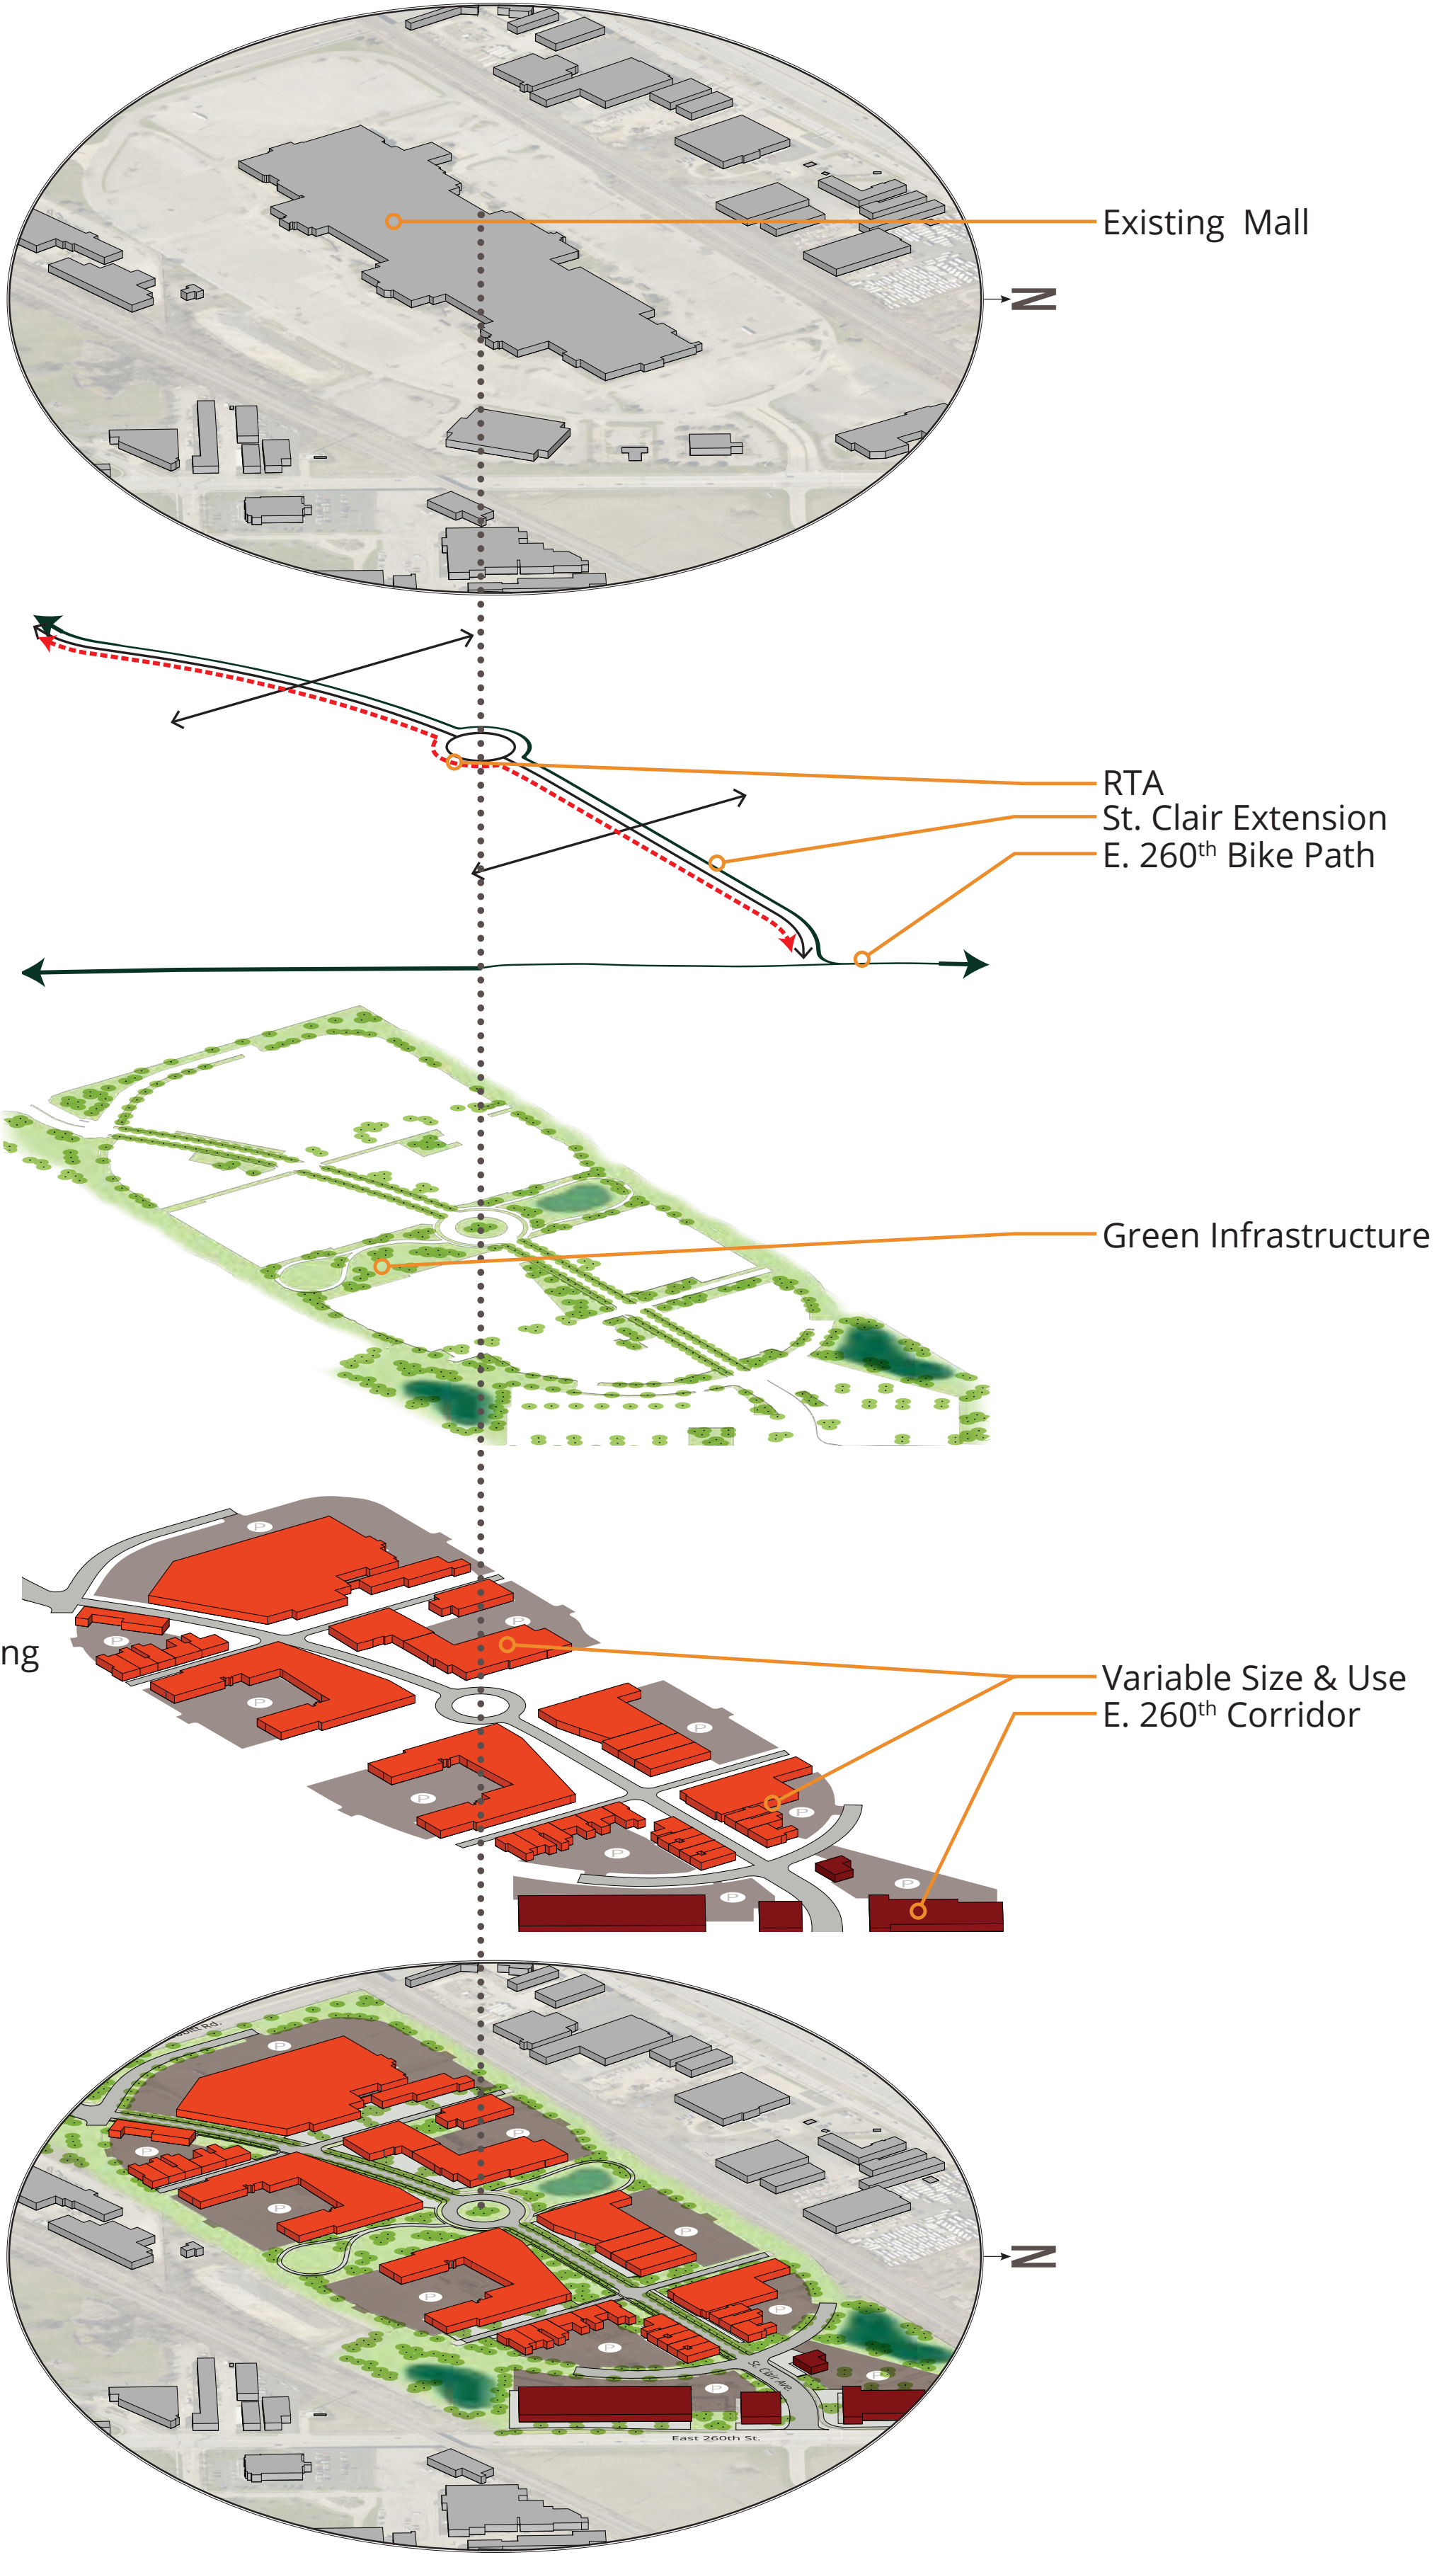 Existing Mall
N
RTA
St. Clair Extension
E. 260th Bike Path
Green Infrastructure
P
P
P
P
ng
Variable Size & Use
E. 260th Corridor
P
P
P
P
P
P
Rd.
P
P
P
N
P
P
P
P
P
St. Clair Ave.
P
P
East 260th St.